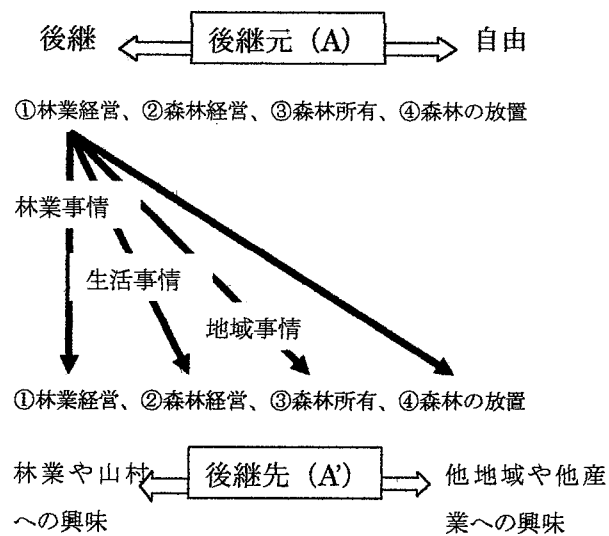 後継 後継元（A） 自由
①林業経営、②森林経営、③森林所有、④森林の放置
林業事情
生活事情
地域事情
①林業経営、②森林経営、③森林所有、④森林の放置
林業や山村 後継先（A’） 他地域や他産
への興味 業への興味